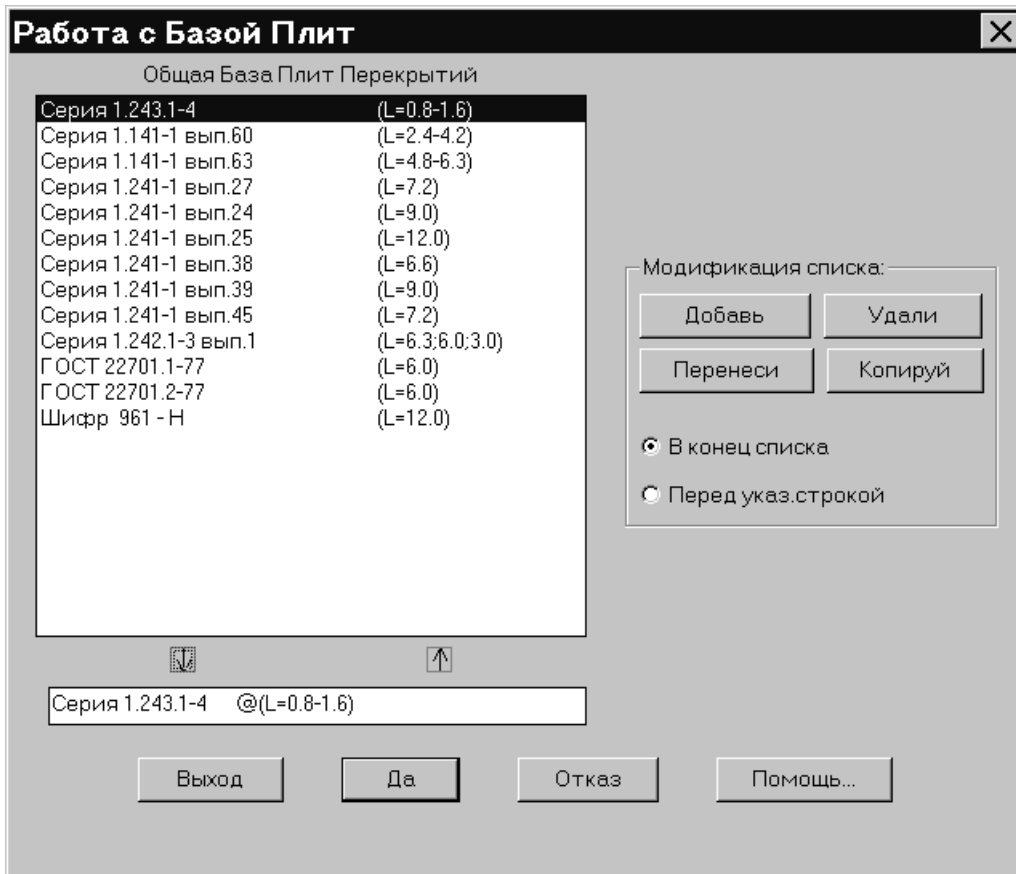 Работа с Базой Плит
Общая База Плит Перекрытий
Серия 1.243.1-4 (L=0.8-1.6)
Серия 1.141-1 вып.60 (L=2.4-4.2)
Серия 1.141-1 вып.63 (L=4.8-6.3)
Серия 1.241-1 вып.27 (L=7.2)
Серия 1.241-1 вып.24 (L=9.0)
Серия 1.241-1 вып.25 (L=12.0)
Серия 1.241-1 вып.38 (L=6.6)
Серия 1.241-1 вып.39 (L=9.0)
Серия 1.241-1 вып.45 (L=7.2)
Серия 1.242.1-3 вып.1 (L=6.3;6.0;3.0)
ГОСТ 22701.1-77 (L=6.0)
ГОСТ 22701.2-77 (L=6.0)
Шифр 961 - Н (L=12.0)
Модификация списка:
Добавь Удали
Перенеси Копируй
В конец списка
Перед указ.строкой
Серия 1.243.1-4 @(L=0.8-1.6)
Выход Да Отказ Помощь...